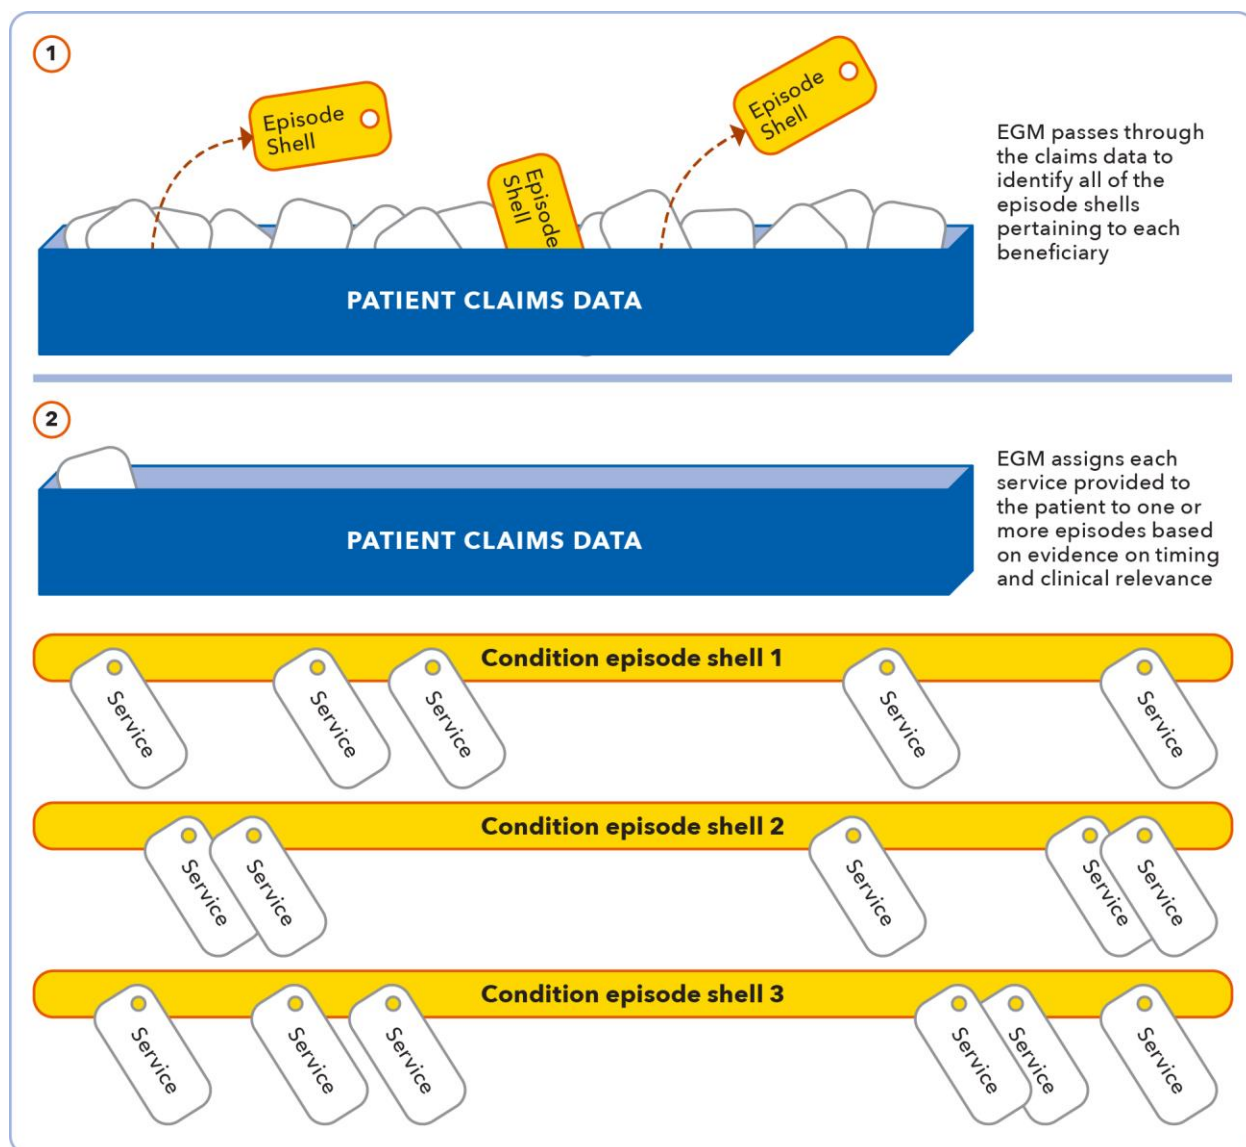 1
Episode
Shell
Episode
Shell
Episode
Shell
EGM passes through
the claims data to
identify all of the
episode shells
pertaining to each
beneficiary
PATIENT CLAIMS DATA
2
EGM assigns each
service provided to
the patient to one or
more episodes based
on evidence on timing
and clinical relevance
PATIENT CLAIMS DATA
Condition episode shell 1
Service
Service
Service
Service
Service
Condition episode shell 2
Service
Service
Service
Service
Service
Condition episode shell 3
Service
Service
Service
Service
Service
Service